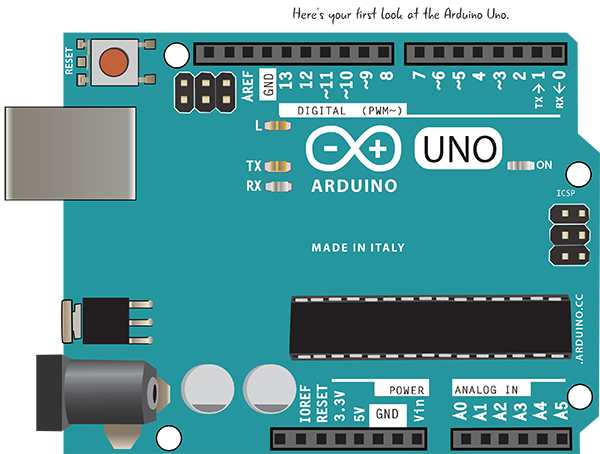 Here's your first look at the Arduino Uno.
RESET
AREF
GND
13
12
~11
~10
~9
8
7
~6
~5
4
~3
2
TX→1
RX←0
DIGITAL (PWM~)
L
TX
RX
ARDUINO
UNO
ON
ICSP
MADE IN ITALY
.ARDUINO.CC
IOREF
RESET
3.3V
5V
GND
Vin
POWER
ANALOG IN
A0
A1
A2
A3
A4
A5